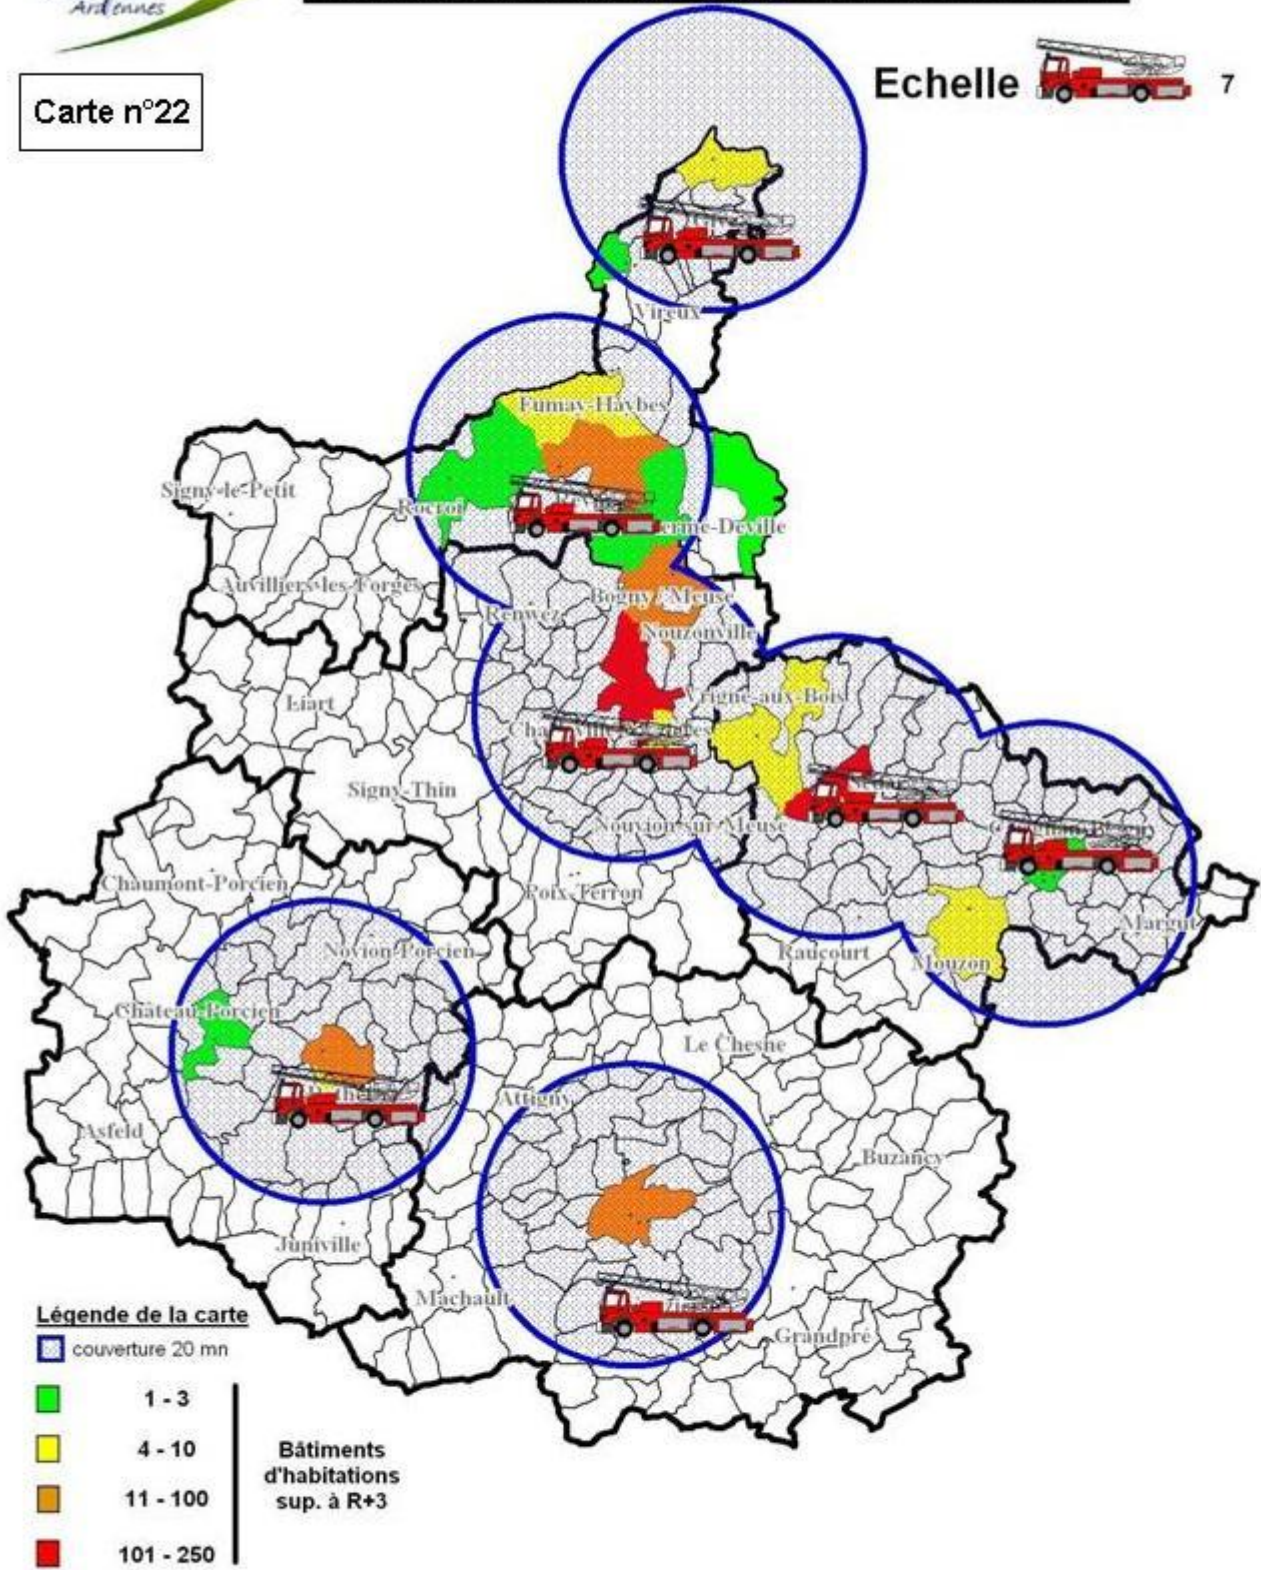 Ardennes
Carte n°22
Echelle 7
Vireux
Fumay-Haybes
Signy-le-Petit
Rocroi
Auvilliers-les-Forges
Bogny / Meuse
Renwez
Nouzonville
Liart
Vrigne-aux-Bois
Signy-Thin
Nouvion-sur-Meuse
Chaumont-Porcien
Poix-Terron
Margut
Novion-Porcien
Raucourt
Mouzon
Château-Porcien
Le Chesne
Attigny
Asfeld
Buzancy
Juniville
Machault
Grandpré
Légende de la carte
couverture 20 mn
1 - 3
4 - 10
11 - 100
101 - 250
Bâtiments
d'habitations
sup. à R+3